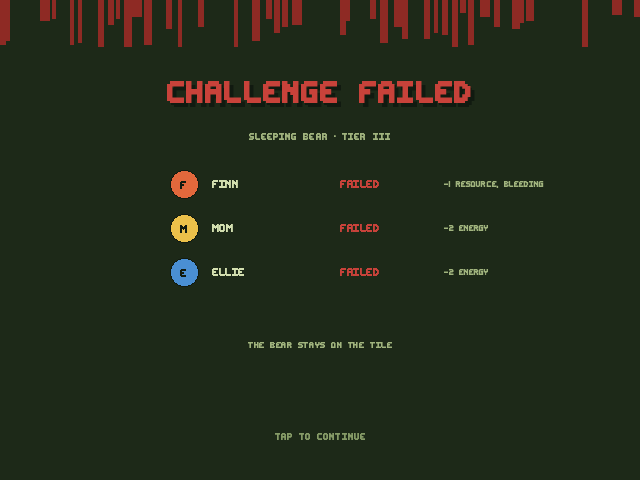 CHALLENGE FAILED
SLEEPING BEAR · TIER III
F FINN FAILED -1 RESOURCE, BLEEDING
M MOM FAILED -2 ENERGY
E ELLIE FAILED -2 ENERGY
THE BEAR STAYS ON THE TILE
TAP TO CONTINUE